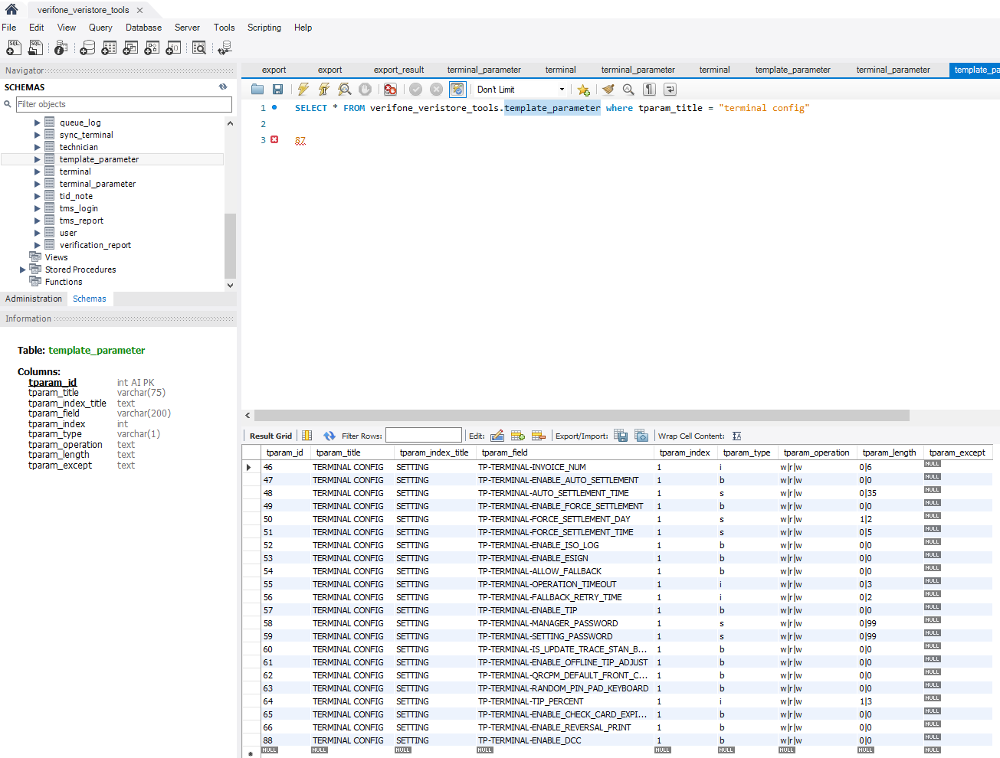 verifone_veristore_tools
File Edit View Query Database Server Tools Scripting Help
Navigator
SCHEMAS
Filter objects
queue_log
sync_terminal
technician
template_parameter
terminal
terminal_parameter
tid_note
tms_login
tms_report
user
verification_report
Views
Stored Procedures
Functions
Administration Schemas
Information
Table: template_parameter
Columns:
tparam_id int AI PK
tparam_title varchar(75)
tparam_index_title text
tparam_field varchar(200)
tparam_index int
tparam_type varchar(1)
tparam_operation text
tparam_length text
tparam_except text
export export export_result terminal_parameter terminal terminal_parameter terminal template_parameter terminal_parameter template_pa
Don't Limit
1 SELECT * FROM verifone_veristore_tools.template_parameter where tparam_title = "terminal config"
2
3 87
Result Grid Filter Rows: Edit: Export/Import: Wrap Cell Content:
tparam_id tparam_title tparam_index_title tparam_field tparam_index tparam_type tparam_operation tparam_length tparam_except
46 TERMINAL CONFIG SETTING TP-TERMINAL-INVOICE_NUM 1 i w|r|w 0|6 NULL
47 TERMINAL CONFIG SETTING TP-TERMINAL-ENABLE_AUTO_SETTLEMENT 1 b w|r|w 0|0 NULL
48 TERMINAL CONFIG SETTING TP-TERMINAL-AUTO_SETTLEMENT_TIME 1 s w|r|w 0|35 NULL
49 TERMINAL CONFIG SETTING TP-TERMINAL-ENABLE_FORCE_SETTLEMENT 1 b w|r|w 0|0 NULL
50 TERMINAL CONFIG SETTING TP-TERMINAL-FORCE_SETTLEMENT_DAY 1 s w|r|w 1|2 NULL
51 TERMINAL CONFIG SETTING TP-TERMINAL-FORCE_SETTLEMENT_TIME 1 s w|r|w 0|5 NULL
52 TERMINAL CONFIG SETTING TP-TERMINAL-ENABLE_ISO_LOG 1 b w|r|w 0|0 NULL
53 TERMINAL CONFIG SETTING TP-TERMINAL-ENABLE_ESIGN 1 b w|r|w 0|0 NULL
54 TERMINAL CONFIG SETTING TP-TERMINAL-ALLOW_FALLBACK 1 b w|r|w 0|0 NULL
55 TERMINAL CONFIG SETTING TP-TERMINAL-OPERATION_TIMEOUT 1 i w|r|w 0|3 NULL
56 TERMINAL CONFIG SETTING TP-TERMINAL-FALLBACK_RETRY_TIME 1 i w|r|w 0|2 NULL
57 TERMINAL CONFIG SETTING TP-TERMINAL-ENABLE_TIP 1 b w|r|w 0|0 NULL
58 TERMINAL CONFIG SETTING TP-TERMINAL-MANAGER_PASSWORD 1 s w|r|w 0|99 NULL
59 TERMINAL CONFIG SETTING TP-TERMINAL-SETTING_PASSWORD 1 s w|r|w 0|99 NULL
60 TERMINAL CONFIG SETTING TP-TERMINAL-IS_UPDATE_TRACE_STAN_B... 1 b w|r|w 0|0 NULL
61 TERMINAL CONFIG SETTING TP-TERMINAL-ENABLE_OFFLINE_TIP_ADJUST 1 b w|r|w 0|0 NULL
62 TERMINAL CONFIG SETTING TP-TERMINAL-QRCPM_DEFAULT_FRONT_C... 1 b w|r|w 0|0 NULL
63 TERMINAL CONFIG SETTING TP-TERMINAL-RANDOM_PIN_PAD_KEYBOARD 1 b w|r|w 0|0 NULL
64 TERMINAL CONFIG SETTING TP-TERMINAL-TIP_PERCENT 1 i w|r|w 1|3 NULL
65 TERMINAL CONFIG SETTING TP-TERMINAL-ENABLE_CHECK_CARD_EXPI... 1 b w|r|w 0|0 NULL
66 TERMINAL CONFIG SETTING TP-TERMINAL-ENABLE_REVERSAL_PRINT 1 b w|r|w 0|0 NULL
88 TERMINAL CONFIG SETTING TP-TERMINAL-ENABLE_DCC 1 b w|r|w 0|0 NULL
NULL NULL NULL NULL NULL NULL NULL NULL NULL